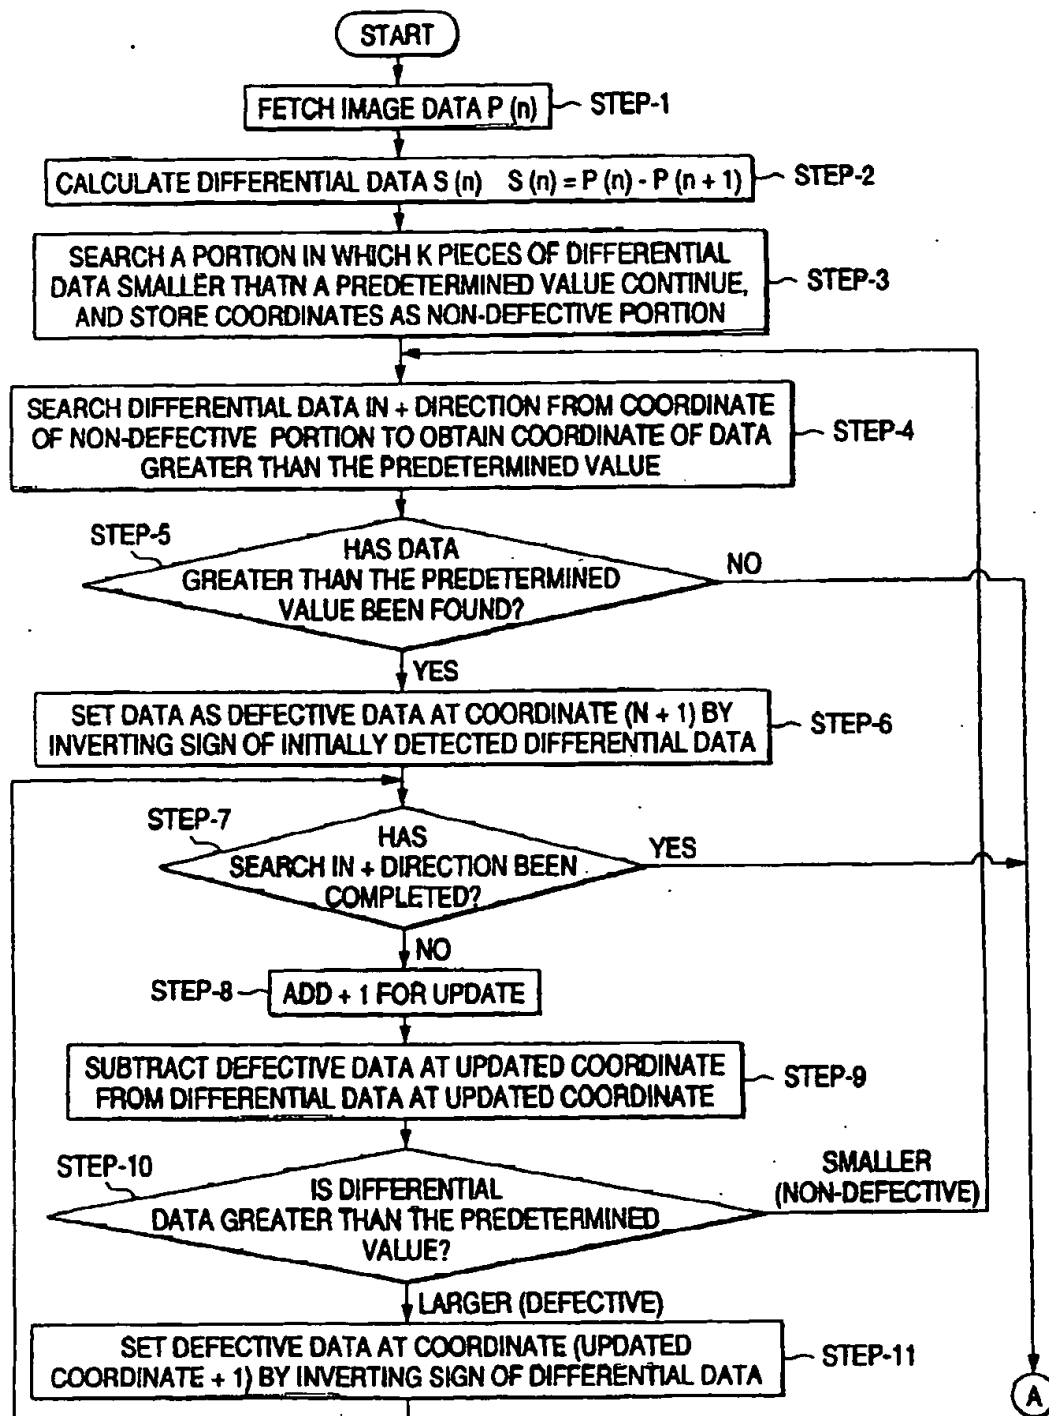 START
FETCH IMAGE DATA P (n)
STEP-1
CALCULATE DIFFERENTIAL DATA S (n) S (n) = P (n) - P (n + 1)
STEP-2
SEARCH A PORTION IN WHICH K PIECES OF DIFFERENTIAL
DATA SMALLER THATN A PREDETERMINED VALUE CONTINUE,
AND STORE COORDINATES AS NON-DEFECTIVE PORTION
STEP-3
SEARCH DIFFERENTIAL DATA IN + DIRECTION FROM COORDINATE
OF NON-DEFECTIVE PORTION TO OBTAIN COORDINATE OF DATA
GREATER THAN THE PREDETERMINED VALUE
STEP-4
STEP-5
HAS DATA
GREATER THAN THE PREDETERMINED
VALUE BEEN FOUND?
NO
YES
SET DATA AS DEFECTIVE DATA AT COORDINATE (N + 1) BY
INVERTING SIGN OF INITIALLY DETECTED DIFFERENTIAL DATA
STEP-6
STEP-7
HAS
SEARCH IN + DIRECTION BEEN
COMPLETED?
YES
NO
STEP-8
ADD + 1 FOR UPDATE
SUBTRACT DEFECTIVE DATA AT UPDATED COORDINATE
FROM DIFFERENTIAL DATA AT UPDATED COORDINATE
STEP-9
STEP-10
IS DIFFERENTIAL
DATA GREATER THAN THE PREDETERMINED
VALUE?
SMALLER
(NON-DEFECTIVE)
LARGER (DEFECTIVE)
SET DEFECTIVE DATA AT COORDINATE (UPDATED
COORDINATE + 1) BY INVERTING SIGN OF DIFFERENTIAL DATA
STEP-11
A